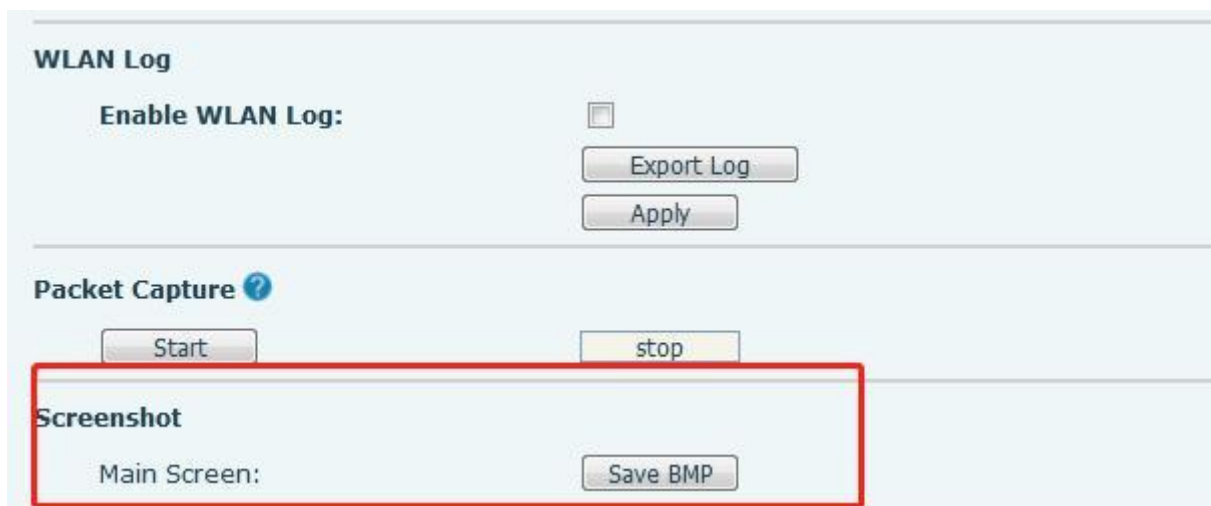 WLAN Log
Enable WLAN Log:
Export Log
Apply
Packet Capture ?
Start stop
Screenshot
Main Screen: Save BMP